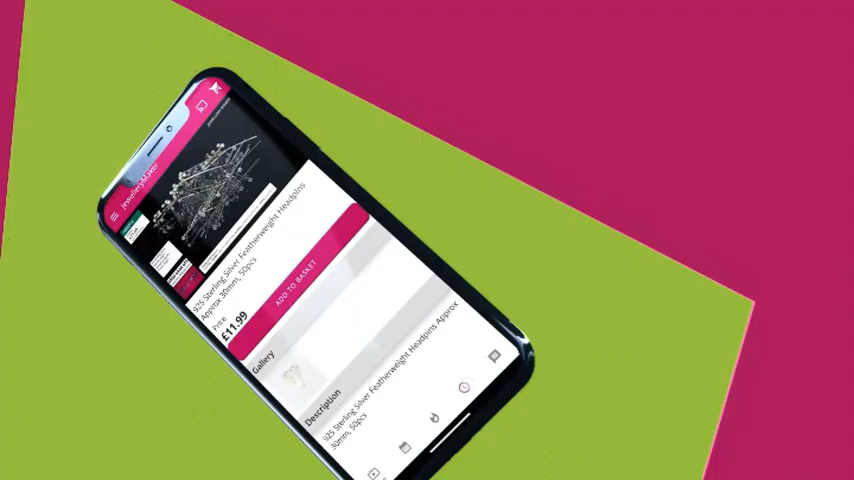 JewelleryMaker
925 Sterling Silver Featherweight Headpins
Approx 30mm, 50pcs
Price
£11.99
ADD TO BASKET
Gallery
Description
925 Sterling Silver Featherweight Headpins Approx
30mm, 50pcs